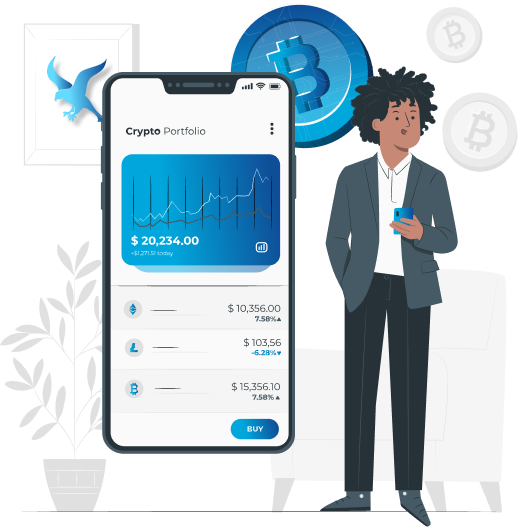 Crypto Portfolio
$ 20,234.00
+$1,271.51 today
$ 10,356.00
7.58%▲
$ 103,56
-6.28%▼
$ 15,356.10
7.58%▲
BUY